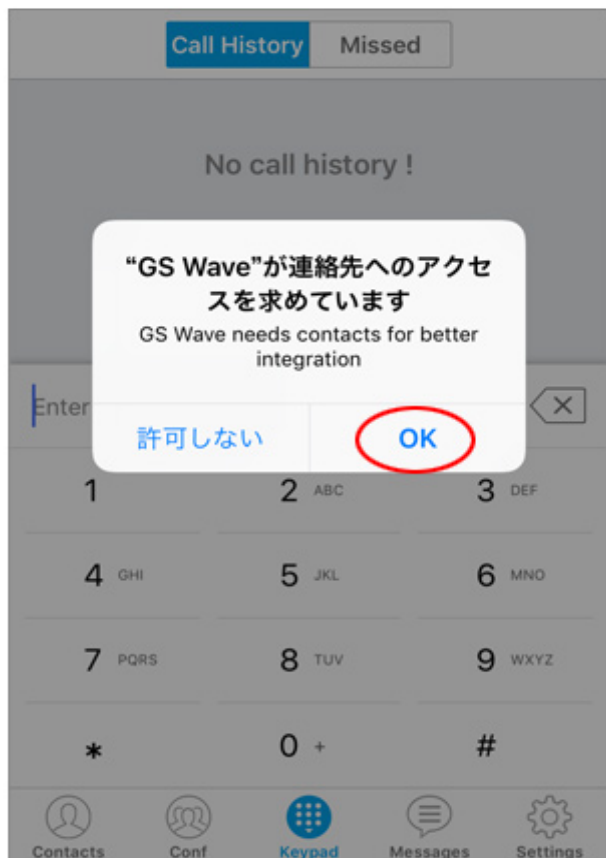 Call History Missed
No call history !
“GS Wave”が連絡先へのアクセ
スを求めています
GS Wave needs contacts for better
integration
Enter
許可しない OK
1 2 ABC 3 DEF
4 GHI 5 JKL 6 MNO
7 PQRS 8 TUV 9 WXYZ
* 0 + #
Contacts Conf Keypad Messages Settings